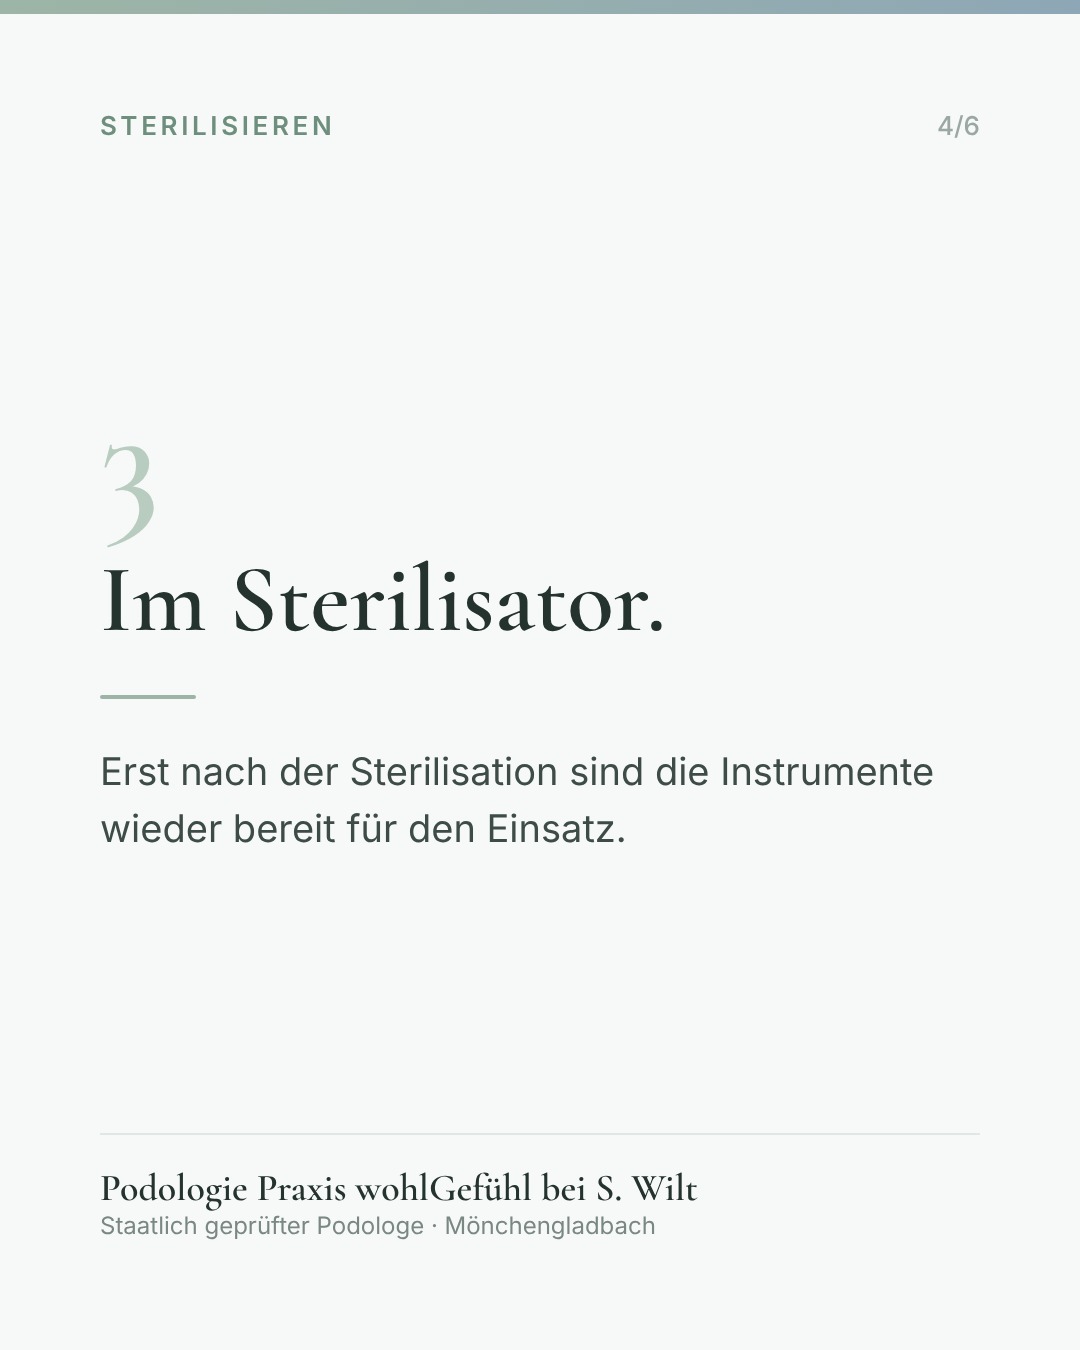 STERILISIEREN
4/6
3
Im Sterilisator.
Erst nach der Sterilisation sind die Instrumente
wieder bereit für den Einsatz.
Podologie Praxis wohlGefühl bei S. Wilt
Staatlich geprüfter Podologe · Mönchengladbach